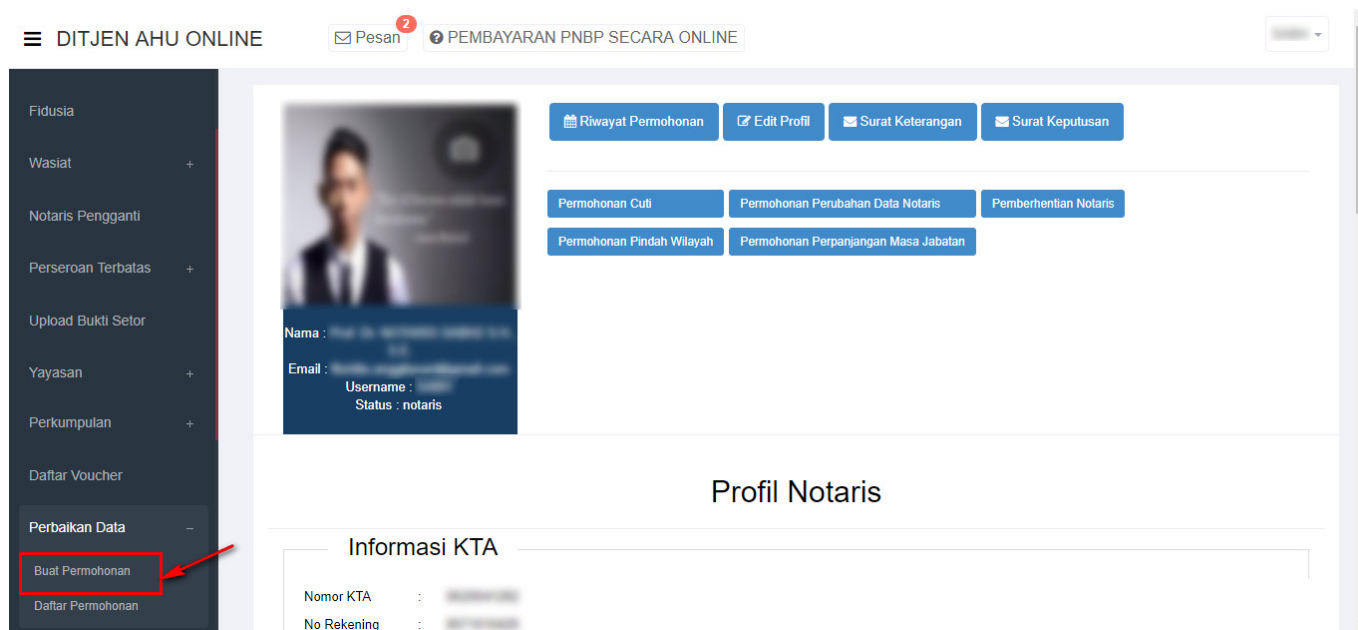 DITJEN AHU ONLINE
Pesan 2
PEMBAYARAN PNBP SECARA ONLINE
Fidusia
Wasiat +
Notaris Pengganti
Perseroan Terbatas +
Upload Bukti Setor
Yayasan +
Perkumpulan +
Daftar Voucher
Perbaikan Data −
Buat Permohonan
Daftar Permohonan
Riwayat Permohonan
Edit Profil
Surat Keterangan
Surat Keputusan
Permohonan Cuti
Permohonan Perubahan Data Notaris
Pemberhentian Notaris
Permohonan Pindah Wilayah
Permohonan Perpanjangan Masa Jabatan
Nama :
Email :
Username :
Status : notaris
Profil Notaris
Informasi KTA
Nomor KTA :
No Rekening :